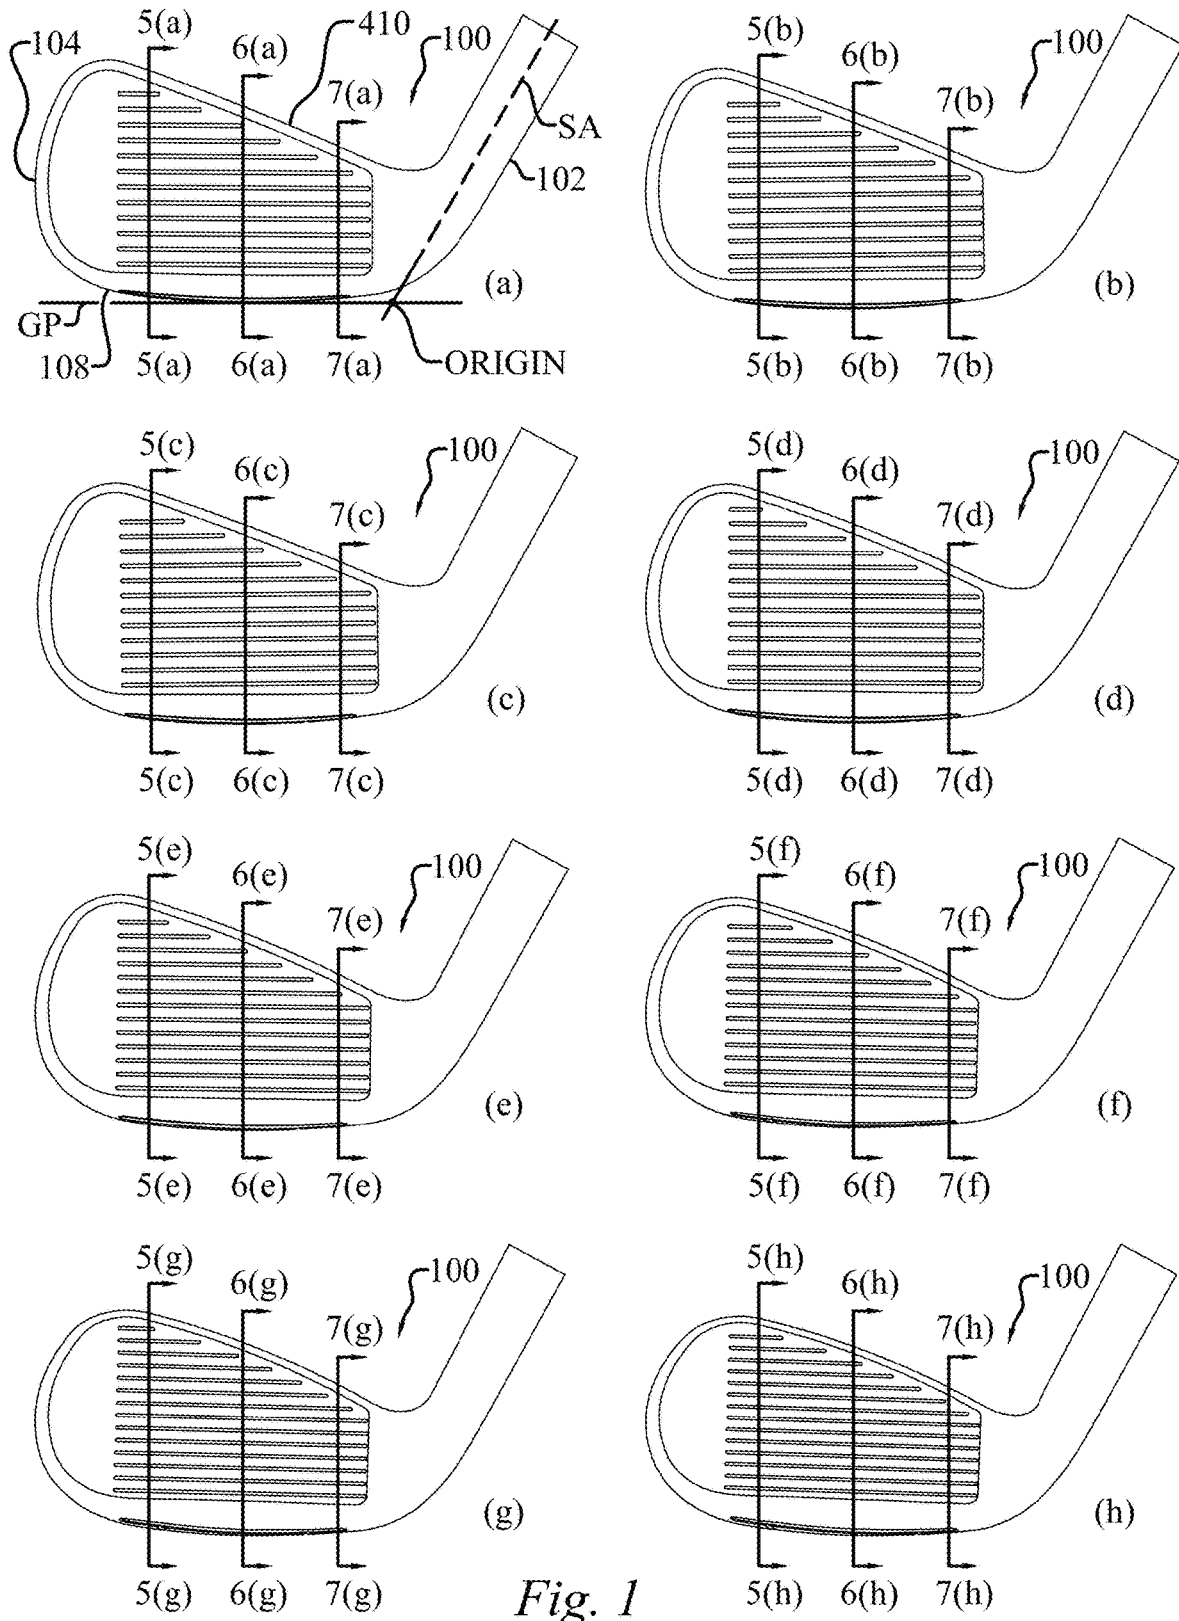 5(a)
104
6(a)
410
100
7(a)
SA
102
(a)
GP
108
5(a)
6(a)
7(a)
ORIGIN
5(b)
6(b)
7(b)
100
(b)
5(b)
6(b)
7(b)
5(c)
6(c)
7(c)
100
(c)
5(c)
6(c)
7(c)
5(d)
6(d)
7(d)
100
(d)
5(d)
6(d)
7(d)
5(e)
6(e)
7(e)
100
(e)
5(e)
6(e)
7(e)
5(f)
6(f)
7(f)
100
(f)
5(f)
6(f)
7(f)
5(g)
6(g)
7(g)
100
(g)
5(g)
6(g)
7(g)
5(h)
6(h)
7(h)
100
(h)
5(h)
6(h)
7(h)
Fig. 1